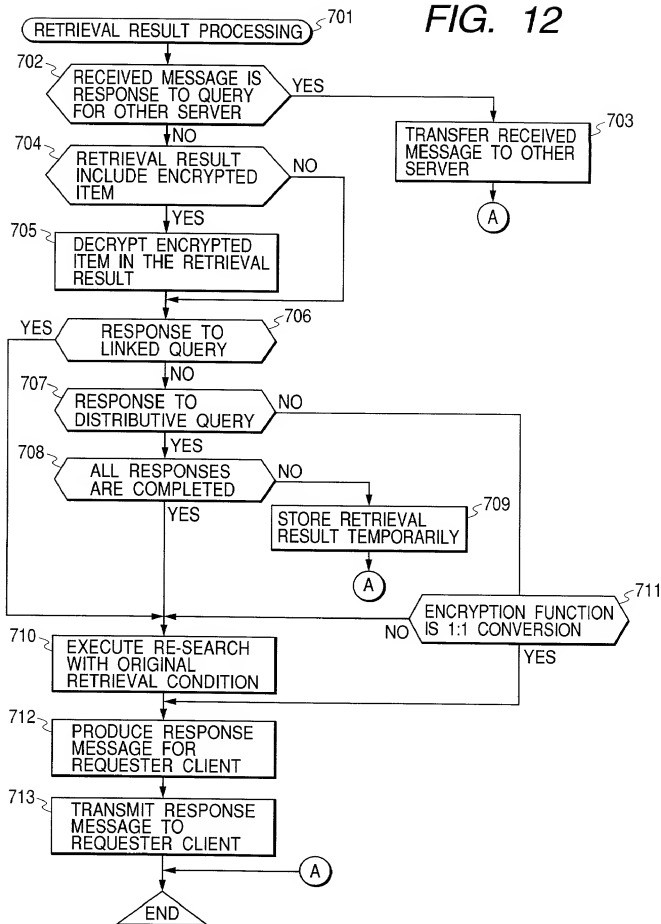 FIG. 12
RETRIEVAL RESULT PROCESSING
701
702
RECEIVED MESSAGE IS
RESPONSE TO QUERY
FOR OTHER SERVER
YES
NO
TRANSFER RECEIVED
MESSAGE TO OTHER
SERVER
703
A
704
RETRIEVAL RESULT
INCLUDE ENCRYPTED
ITEM
NO
YES
705
DECRYPT ENCRYPTED
ITEM IN THE RETRIEVAL
RESULT
YES
RESPONSE TO
LINKED QUERY
706
NO
707
RESPONSE TO
DISTRIBUTIVE QUERY
NO
YES
708
ALL RESPONSES
ARE COMPLETED
NO
YES
STORE RETRIEVAL
RESULT TEMPORARILY
709
A
ENCRYPTION FUNCTION
IS 1:1 CONVERSION
711
NO
YES
710
EXECUTE RE-SEARCH
WITH ORIGINAL
RETRIEVAL CONDITION
712
PRODUCE RESPONSE
MESSAGE FOR
REQUESTER CLIENT
713
TRANSMIT RESPONSE
MESSAGE TO
REQUESTER CLIENT
A
END